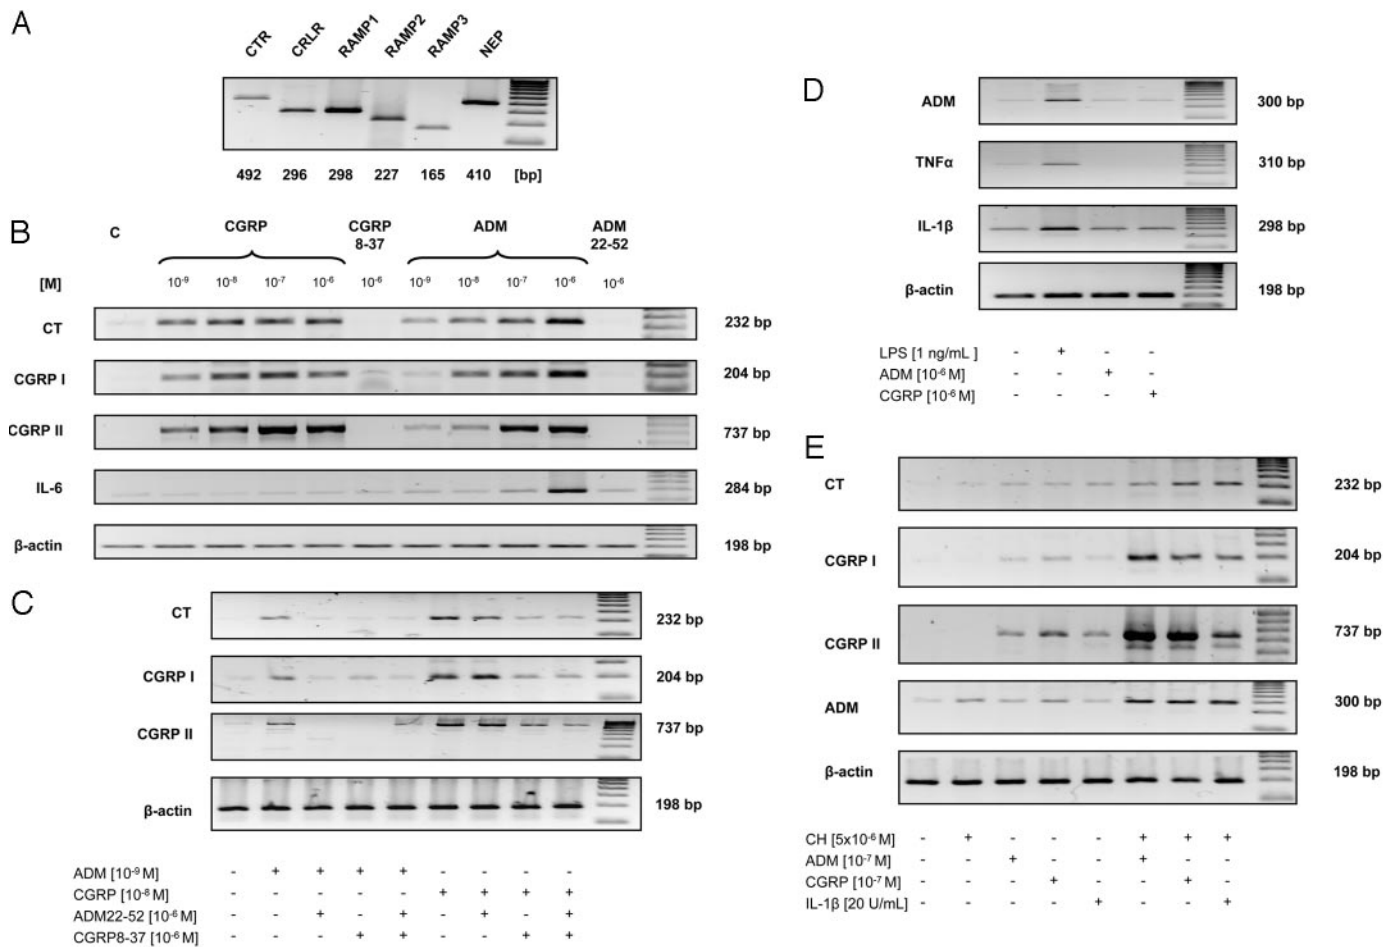 A
CTR CRLR RAMP1 RAMP2 RAMP3 NEP
492 296 298 227 165 410 [bp]
B
C CGRP CGRP 8-37 ADM ADM 22-52
[M] 10-9 10-8 10-7 10-6 10-6 10-9 10-8 10-7 10-6 10-6
CT 232 bp
CGRP I 204 bp
CGRP II 737 bp
IL-6 284 bp
β-actin 198 bp
C
CT 232 bp
CGRP I 204 bp
CGRP II 737 bp
β-actin 198 bp
ADM [10-9 M] - + + + + - - - -
CGRP [10-8 M] - - - - - + + + +
ADM22-52 [10-6 M] - - + - + - + - +
CGRP8-37 [10-6 M] - - - + + - - + +
D
ADM 300 bp
TNFα 310 bp
IL-1β 298 bp
β-actin 198 bp
LPS [1 ng/mL ] - + - -
ADM [10-6 M] - - + -
CGRP [10-6 M] - - - +
E
CT 232 bp
CGRP I 204 bp
CGRP II 737 bp
ADM 300 bp
β-actin 198 bp
CH [5x10-6 M] - + - - - + + +
ADM [10-7 M] - - + - - + - -
CGRP [10-7 M] - - - + - - + -
IL-1β [20 U/mL] - - - - + - - +